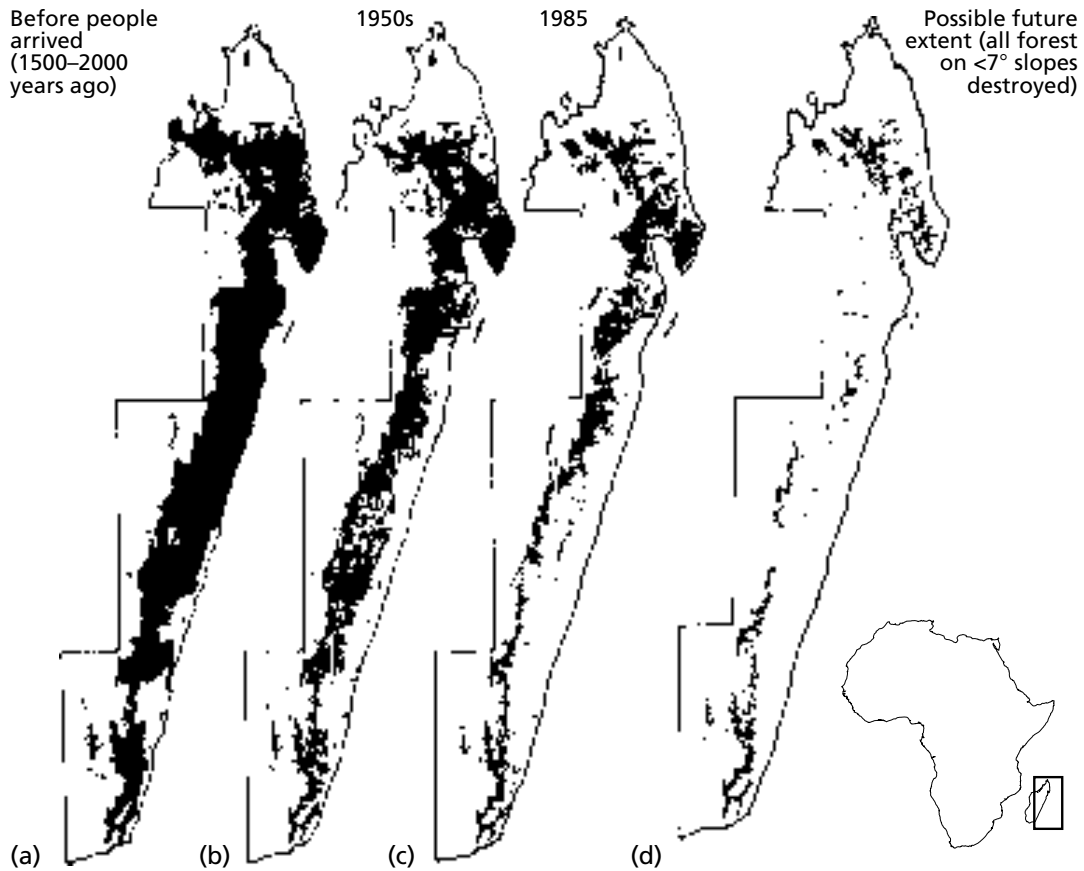 Before people
arrived
(1500–2000
years ago)
1950s
1985
Possible future
extent (all forest
on <7° slopes
destroyed)
(a)
(b)
(c)
(d)